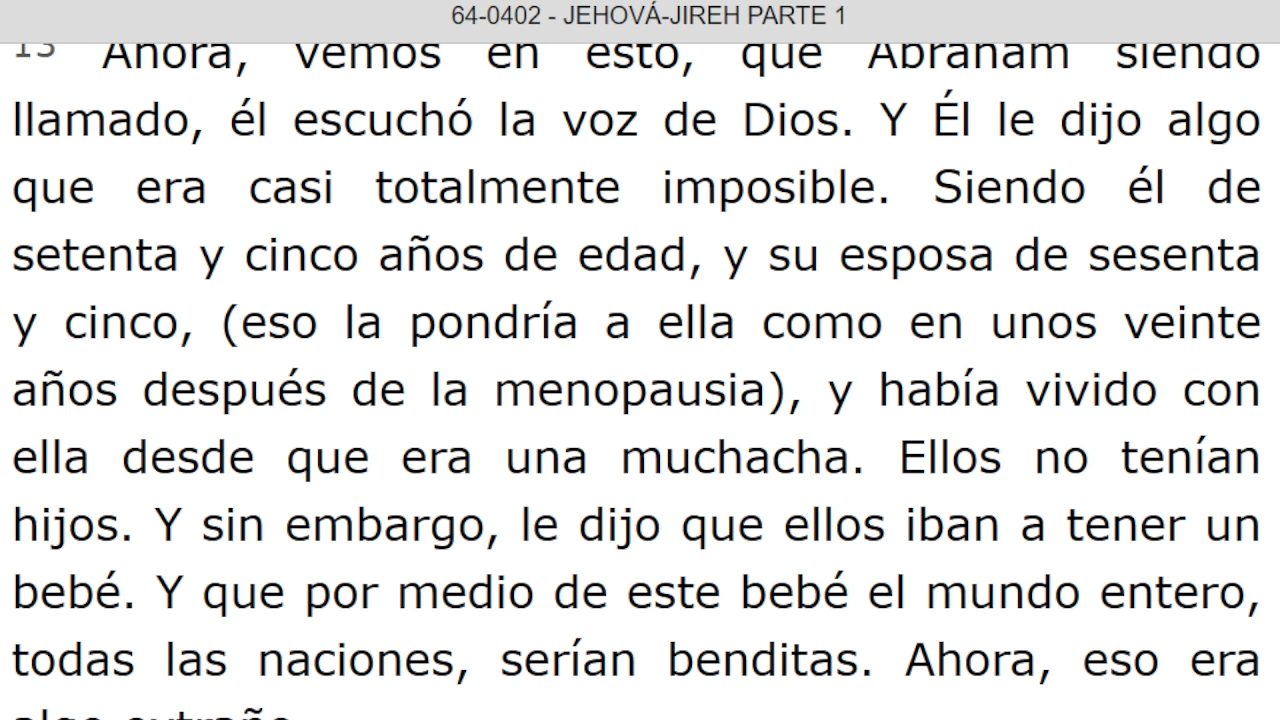 64-0402 - JEHOVÁ-JIREH PARTE 1
13 Ahora, vemos en esto, que Abraham siendo
llamado, él escuchó la voz de Dios. Y Él le dijo algo
que era casi totalmente imposible. Siendo él de
setenta y cinco años de edad, y su esposa de sesenta
y cinco, (eso la pondría a ella como en unos veinte
años después de la menopausia), y había vivido con
ella desde que era una muchacha. Ellos no tenían
hijos. Y sin embargo, le dijo que ellos iban a tener un
bebé. Y que por medio de este bebé el mundo entero,
todas las naciones, serían benditas. Ahora, eso era
algo extraño.